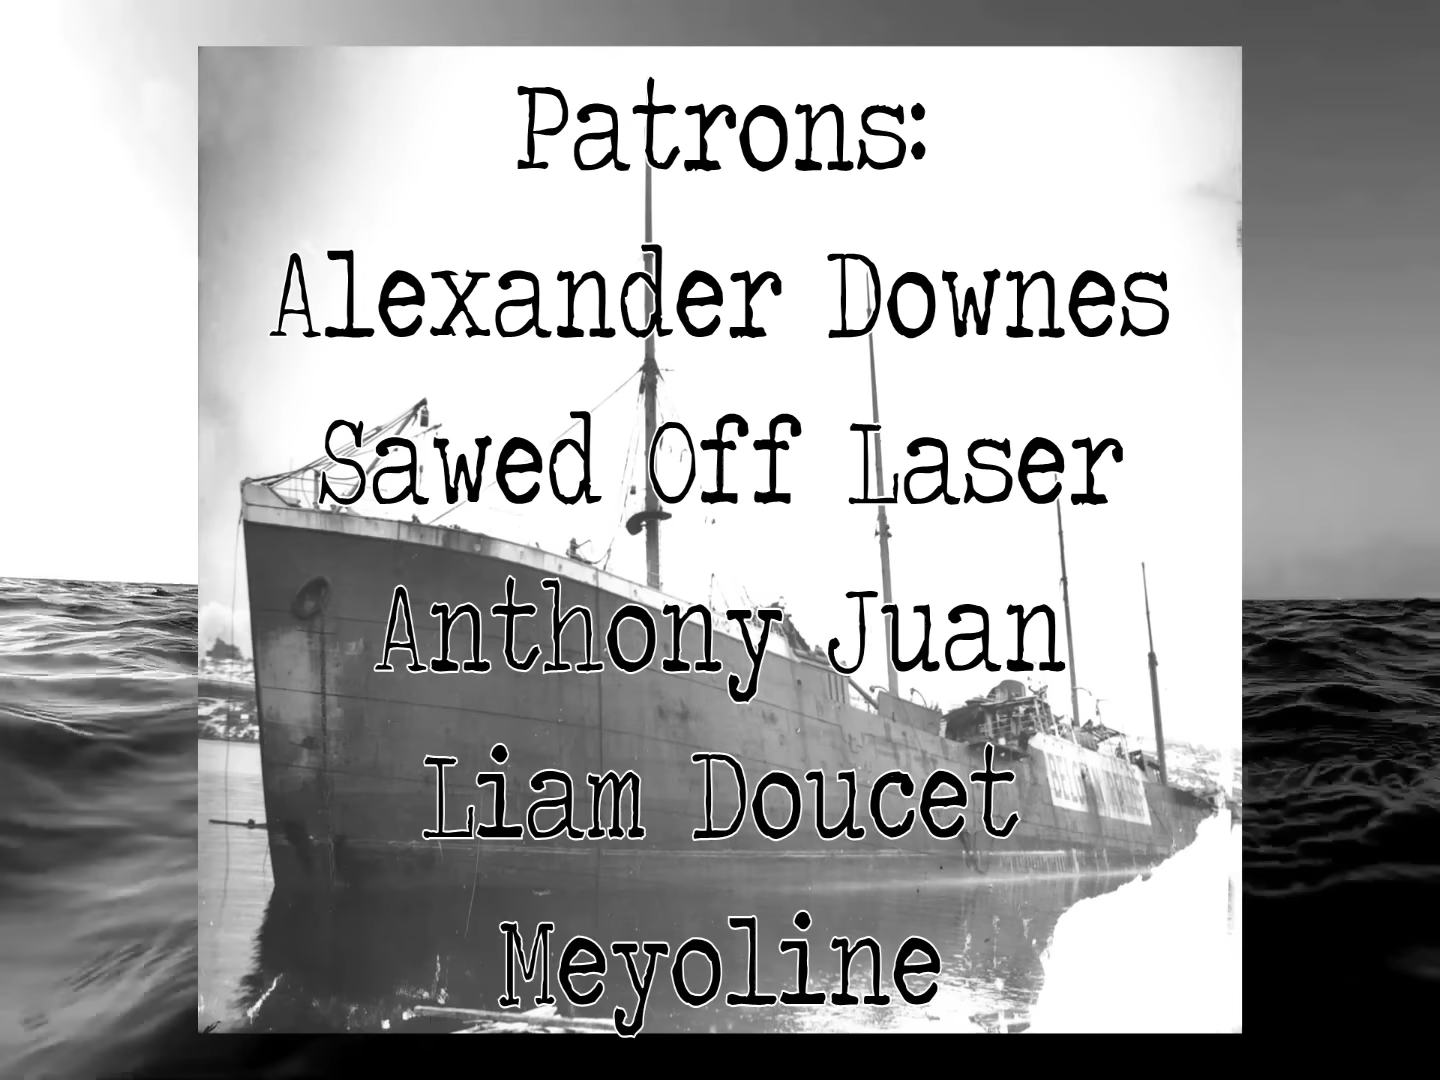 Patrons:
Alexander Downes
Sawed Off Laser
Anthony Juan
Liam Doucet
Meyoline